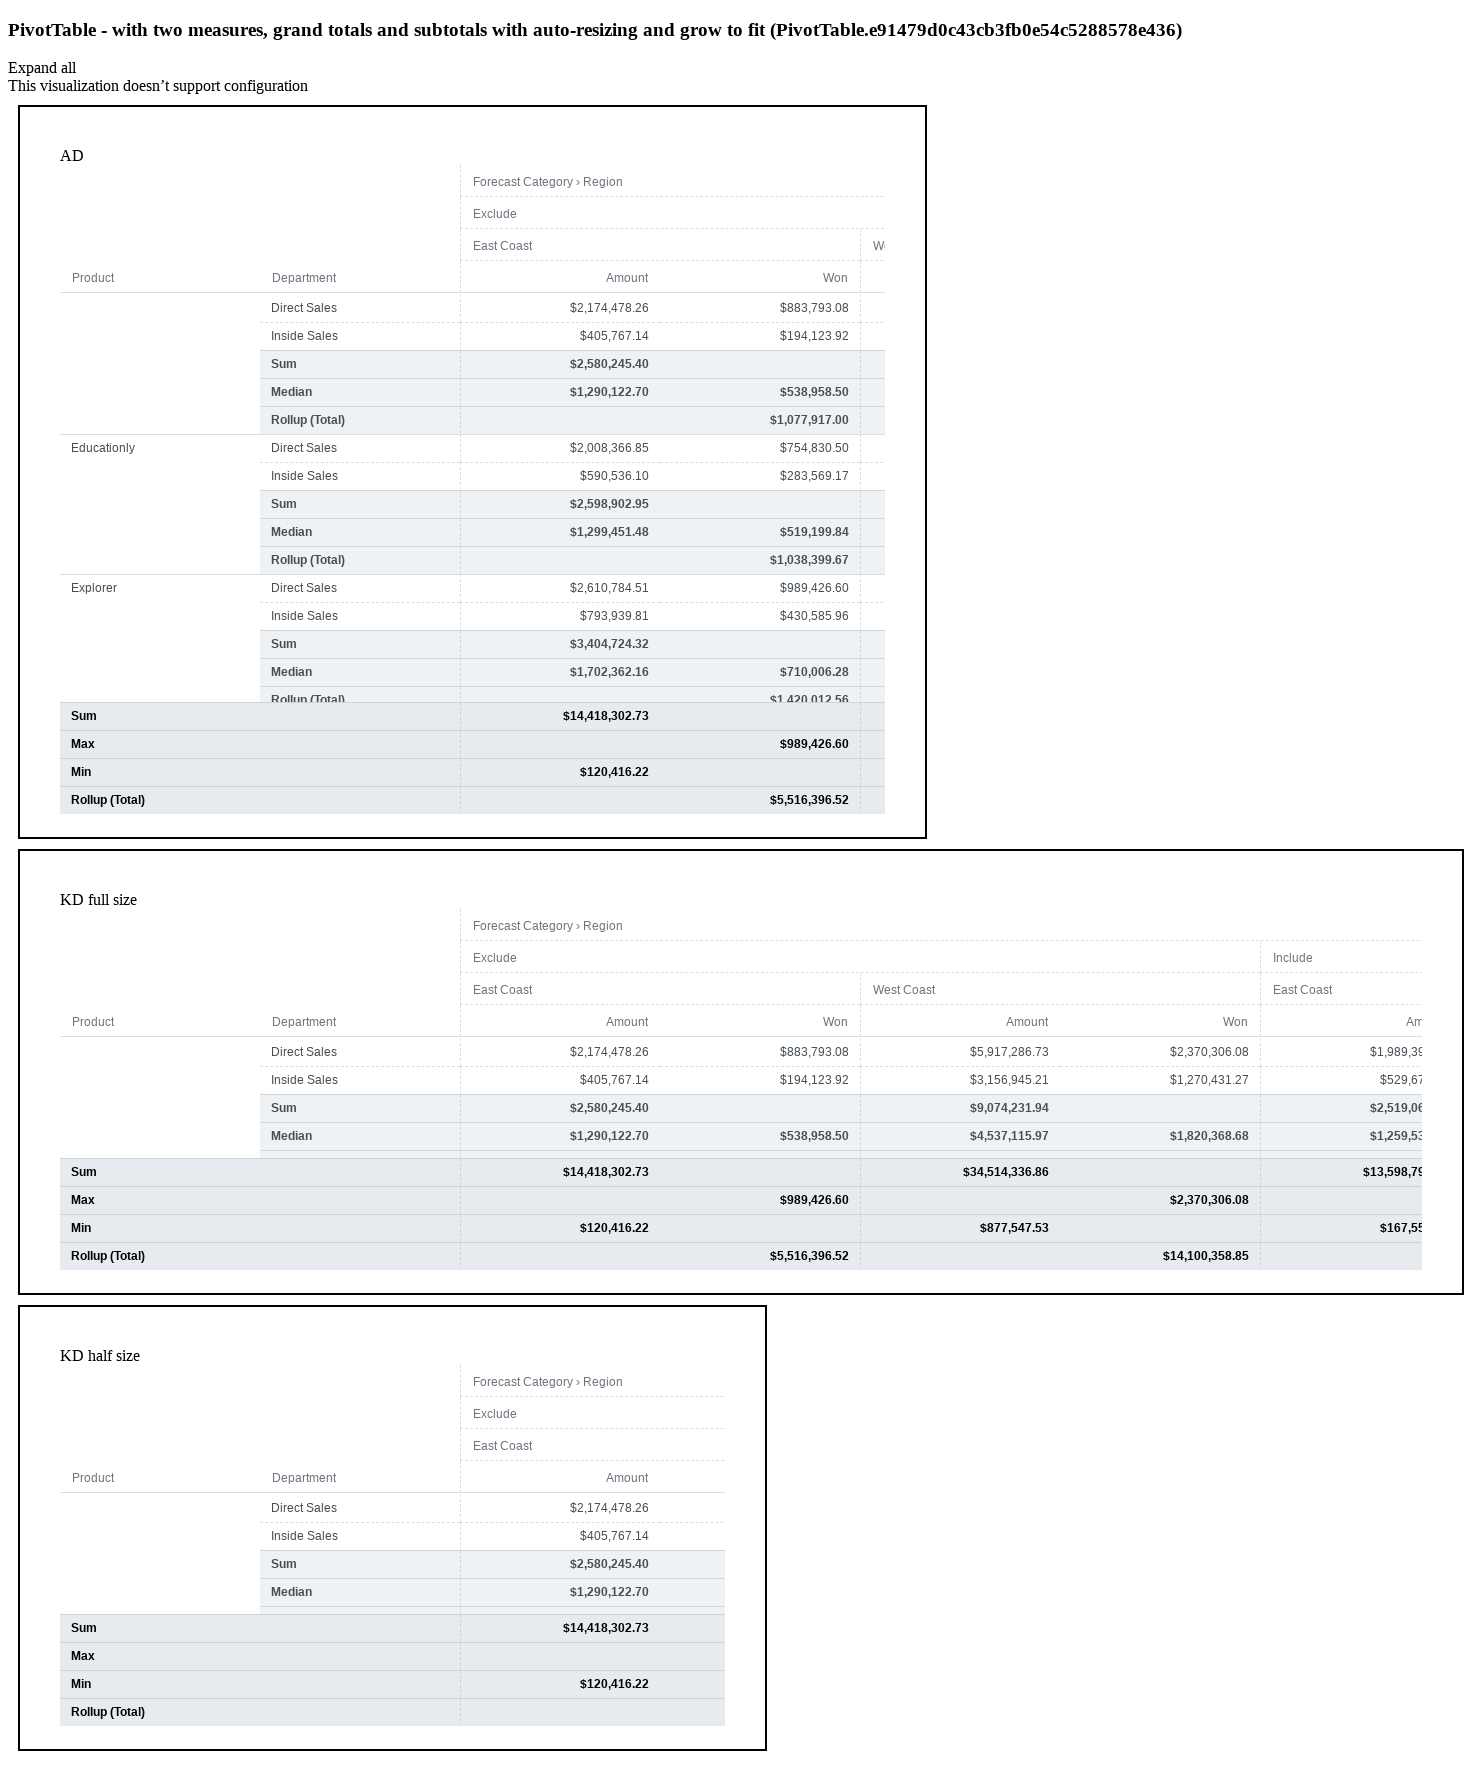 PivotTable - with two measures, grand totals and subtotals with auto-resizing and grow to fit (PivotTable.e91479d0c43cb3fb0e54c5288578e436)
Expand all
This visualization doesn’t support configuration
AD
Forecast Category › Region
Exclude
East Coast
Product Department Amount Won
Direct Sales $2,174,478.26 $883,793.08
Inside Sales $405,767.14 $194,123.92
Sum $2,580,245.40
Median $1,290,122.70 $538,958.50
Rollup (Total) $1,077,917.00
Educationly Direct Sales $2,008,366.85 $754,830.50
Inside Sales $590,536.10 $283,569.17
Sum $2,598,902.95
Median $1,299,451.48 $519,199.84
Rollup (Total) $1,038,399.67
Explorer Direct Sales $2,610,784.51 $989,426.60
Inside Sales $793,939.81 $430,585.96
Sum $3,404,724.32
Median $1,702,362.16 $710,006.28
Rollup (Total) $1,420,012.56
Sum $14,418,302.73
Max $989,426.60
Min $120,416.22
Rollup (Total) $5,516,396.52
KD full size
Forecast Category › Region
Exclude Include
East Coast West Coast East Coast
Product Department Amount Won Amount Won Am
Direct Sales $2,174,478.26 $883,793.08 $5,917,286.73 $2,370,306.08 $1,989,39
Inside Sales $405,767.14 $194,123.92 $3,156,945.21 $1,270,431.27 $529,67
Sum $2,580,245.40 $9,074,231.94 $2,519,06
Median $1,290,122.70 $538,958.50 $4,537,115.97 $1,820,368.68 $1,259,53
Sum $14,418,302.73 $34,514,336.86 $13,598,79
Max $989,426.60 $2,370,306.08
Min $120,416.22 $877,547.53 $167,55
Rollup (Total) $5,516,396.52 $14,100,358.85
KD half size
Forecast Category › Region
Exclude
East Coast
Product Department Amount
Direct Sales $2,174,478.26
Inside Sales $405,767.14
Sum $2,580,245.40
Median $1,290,122.70
Sum $14,418,302.73
Max
Min $120,416.22
Rollup (Total)